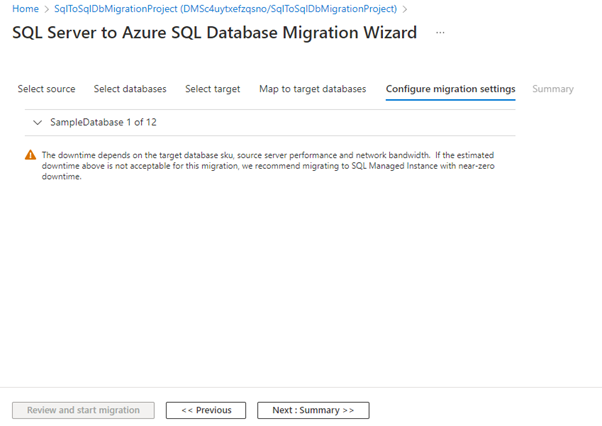 Home > SqlToSqlDbMigrationProject (DMSc4uytxefzqsno/SqlToSqlDbMigrationProject) >
SQL Server to Azure SQL Database Migration Wizard ...
Select source Select databases Select target Map to target databases Configure migration settings Summary
SampleDatabase 1 of 12
The downtime depends on the target database sku, source server performance and network bandwidth. If the estimated
downtime above is not acceptable for this migration, we recommend migrating to SQL Managed Instance with near-zero
downtime.
Review and start migration << Previous Next : Summary >>